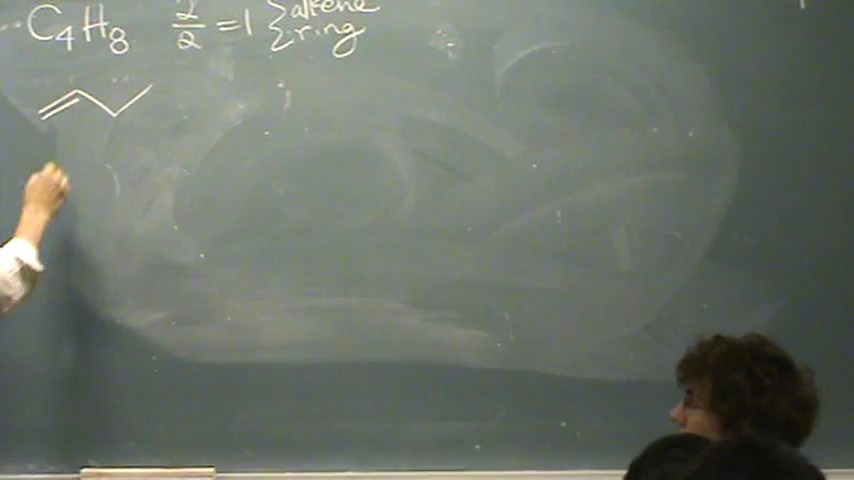 C₄H₈ 2/2 = 1 { alkene
ring